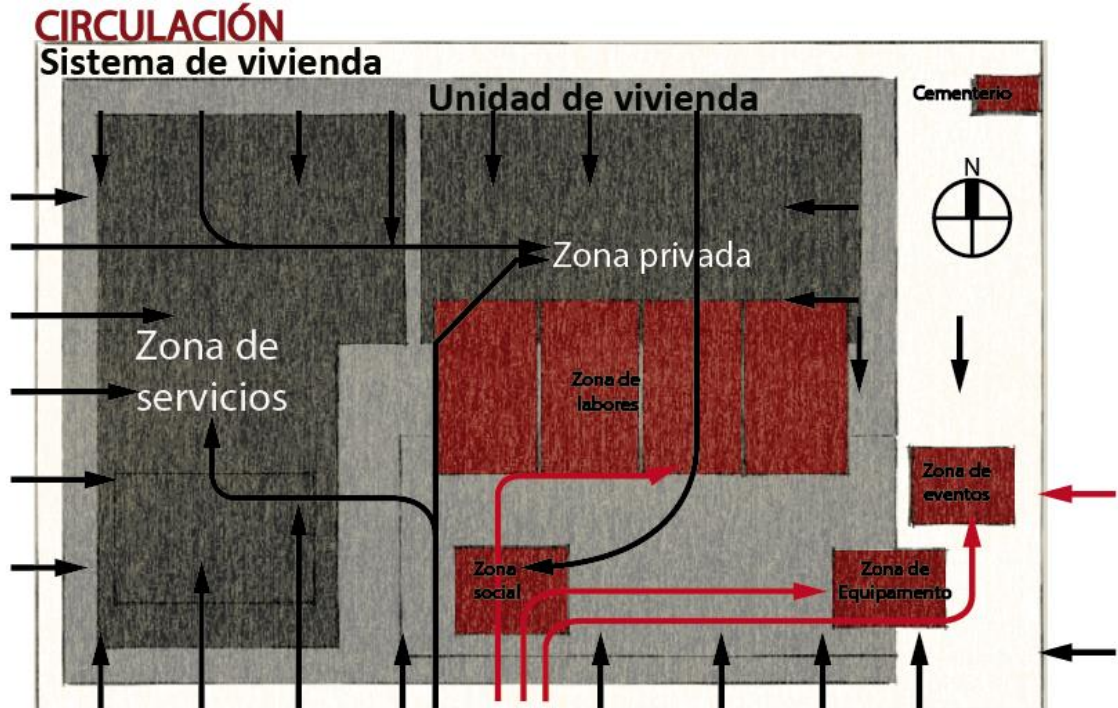 CIRCULACIÓN
Sistema de vivienda
Unidad de vivienda
Cementerio
N
Zona privada
Zona de
servicios
Zona de
labores
Zona de
eventos
Zona
social
Zona de
Equipamento